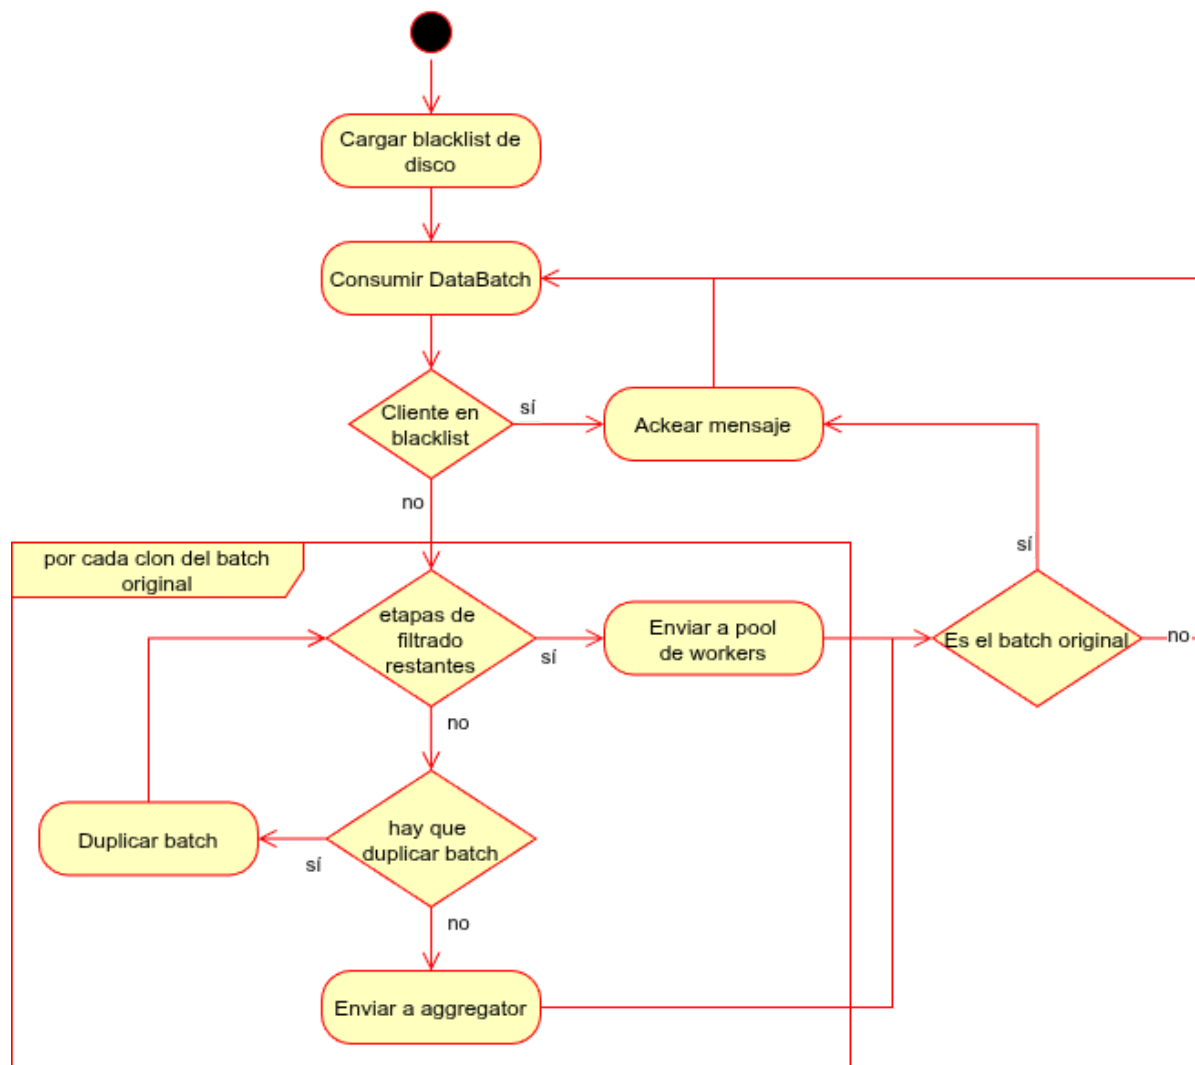 Cargar blacklist de
disco
Consumir DataBatch
Cliente en
blacklist
sí
Ackear mensaje
no
sí
por cada clon del batch
original
etapas de
filtrado
restantes
sí
Enviar a pool
de workers
Es el batch original
no
no
Duplicar batch
sí
hay que
duplicar batch
no
Enviar a aggregator